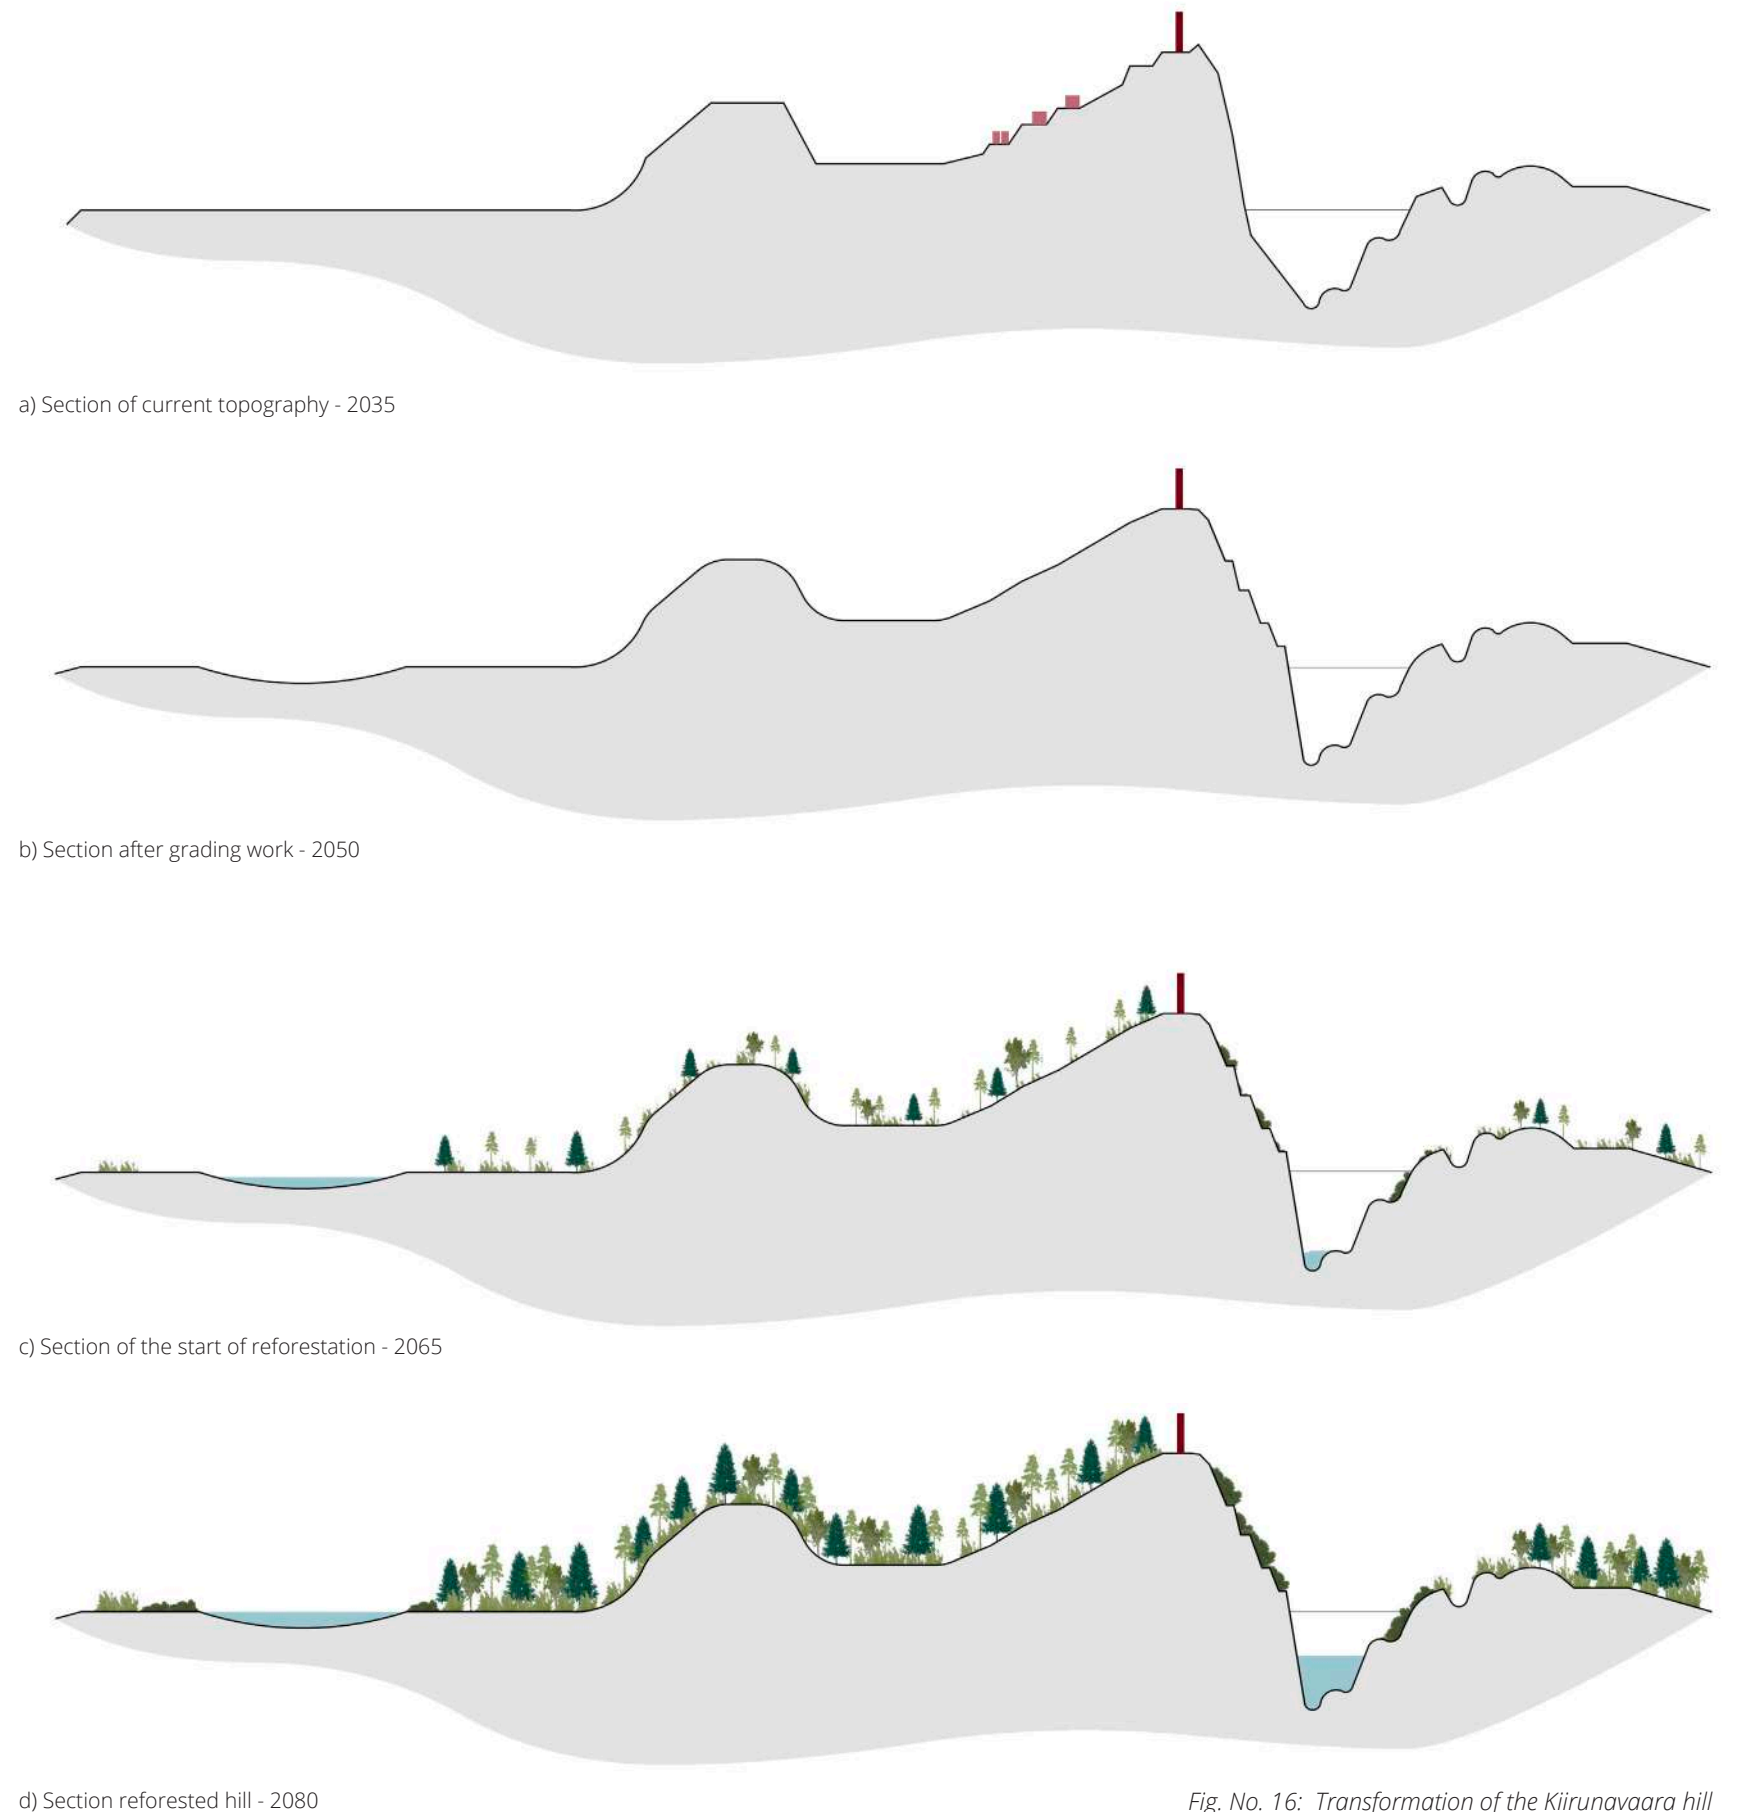 a) Section of current topography - 2035
b) Section after grading work - 2050
c) Section of the start of reforestation - 2065
d) Section reforested hill - 2080
Fig. No. 16: Transformation of the Kiirunavaara hill